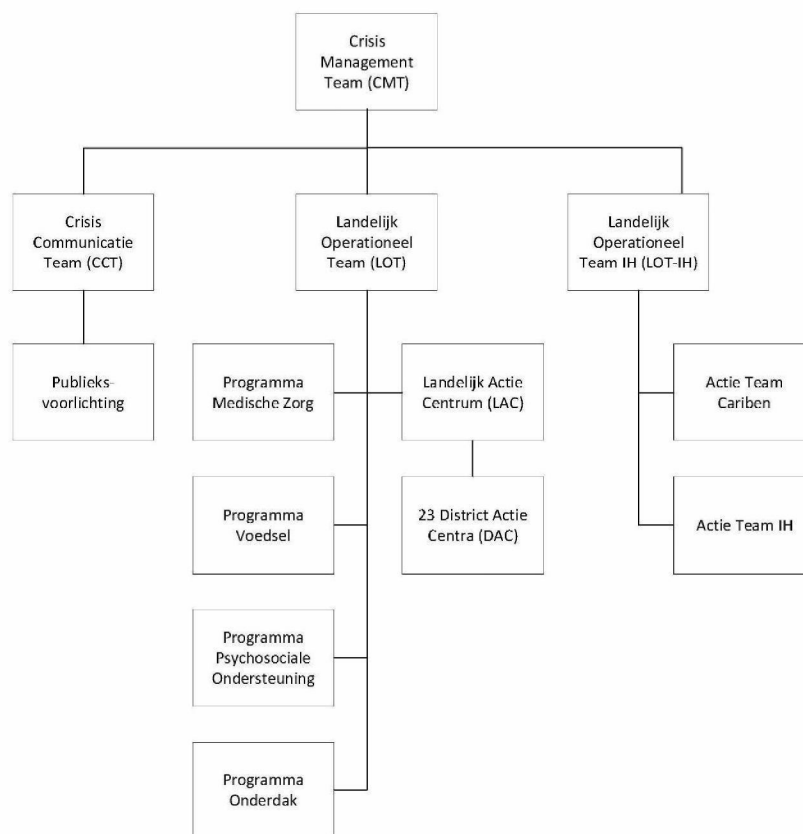 Crisis
Management
Team (CMT)
Crisis
Communicatie
Team (CCT)
Landelijk
Operationeel
Team (LOT)
Landelijk
Operationeel
Team IH (LOT-IH)
Publieks-
voorlichting
Programma
Medische Zorg
Landelijk Actie
Centrum (LAC)
Actie Team
Cariben
Programma
Voedsel
23 District Actie
Centra (DAC)
Actie Team IH
Programma
Psychosociale
Ondersteuning
Programma
Onderdak